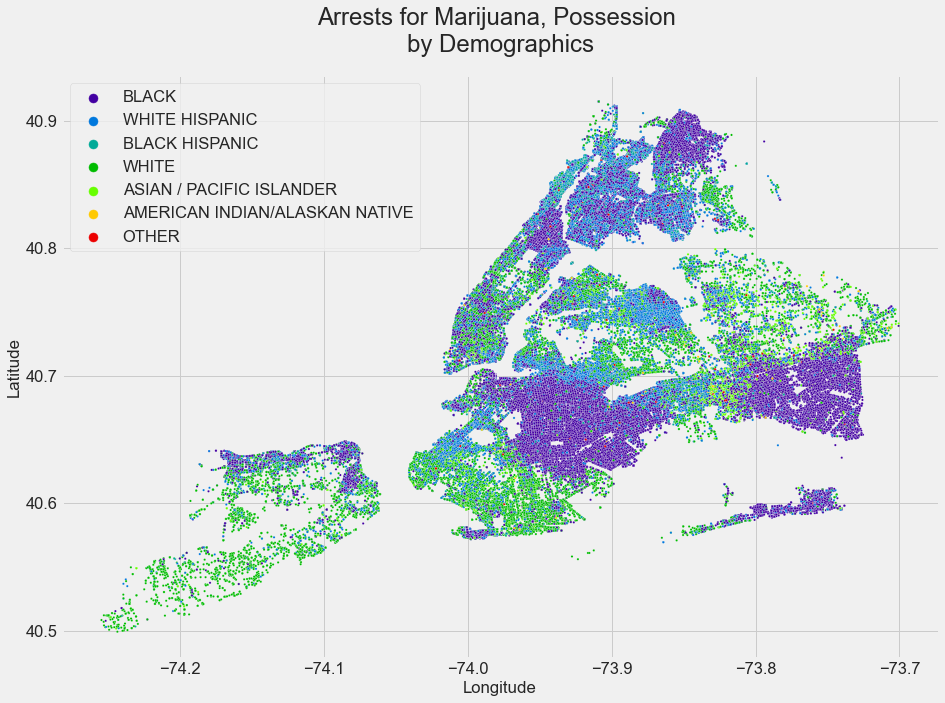 Arrests for Marijuana, Possession
by Demographics
BLACK
WHITE HISPANIC
BLACK HISPANIC
WHITE
ASIAN / PACIFIC ISLANDER
AMERICAN INDIAN/ALASKAN NATIVE
OTHER
Latitude
40.9
40.8
40.7
40.6
40.5
−74.2
−74.1
−74.0
−73.9
−73.8
−73.7
Longitude